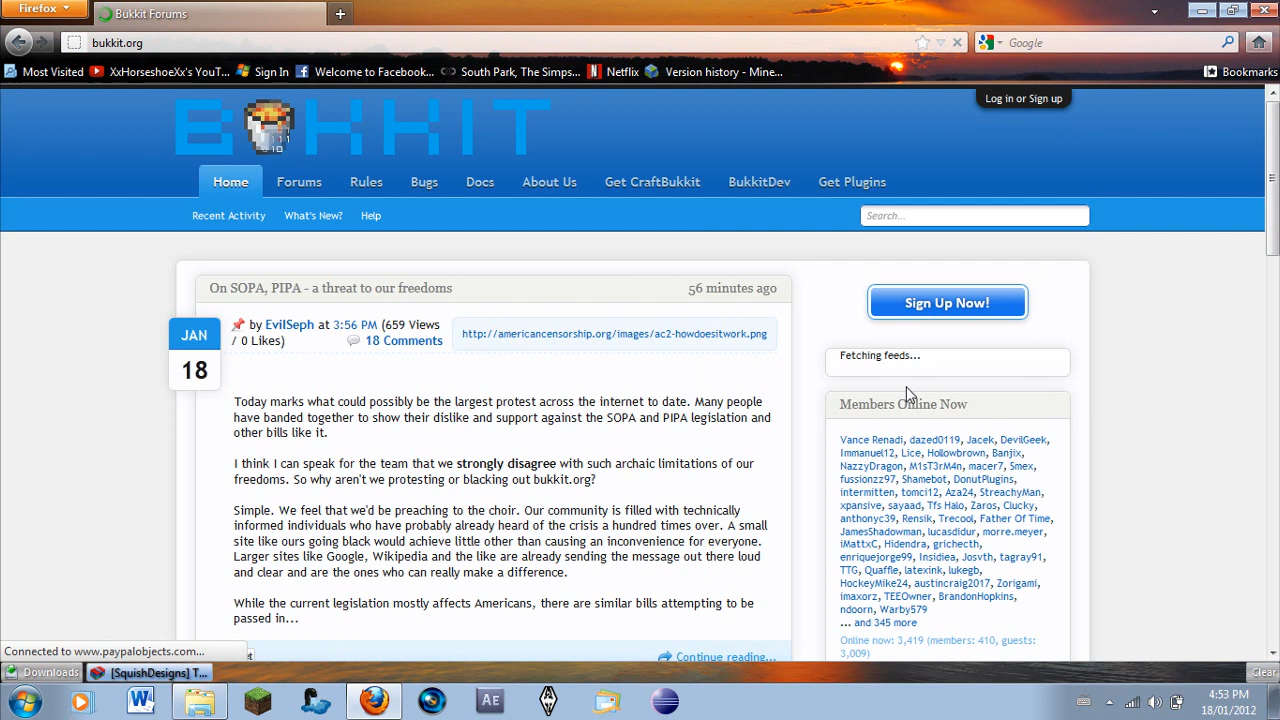 Firefox
Bukkit Forums
bukkit.org
Google
Most Visited
XxHorseshoeXx's YouT...
Sign In
Welcome to Facebook...
South Park, The Simps...
Netflix
Version history - Mine...
Bookmarks
Log in or Sign up
BUKKIT
Home
Forums
Rules
Bugs
Docs
About Us
Get CraftBukkit
BukkitDev
Get Plugins
Recent Activity
What's New?
Help
Search...
On SOPA, PIPA - a threat to our freedoms
56 minutes ago
JAN
18
by EvilSeph at 3:56 PM (659 Views
/ 0 Likes)
18 Comments
http://americancensorship.org/images/ac2-howdoesitwork.png
Today marks what could possibly be the largest protest across the internet to date. Many people
have banded together to show their dislike and support against the SOPA and PIPA legislation and
other bills like it.
I think I can speak for the team that we strongly disagree with such archaic limitations of our
freedoms. So why aren't we protesting or blacking out bukkit.org?
Simple. We feel that we'd be preaching to the choir. Our community is filled with technically
inclined individuals who have probably already heard of the crisis a hundred times over. A small
site like ours going black would achieve little other than causing an inconvenience for everyone.
Larger sites like Google, Wikipedia and the like are already sending the message out there loud
and clear and are the ones who can really make a difference.
While the current legislation mostly affects Americans, there are similar bills attempting to be
passed in...
Continue reading...
Sign Up Now!
Fetching feeds...
Members Online Now
Vance Renadi, dazed0119, Jacek, DevilGeek,
Immanuel12, Lice, Hollowbrown, Banjix,
NazzyDragon, M1sT3rM4n, macer7, Smex,
fussionzz97, Shamebot, DonutPlugins,
intermitten, tomci12, Aza24, StreachyMan,
xpansive, sayaad, Tfs Halo, Zaros, Clucky,
anthonyc39, Rensik, Trecool, Father Of Time,
JamesShadowman, lucasdidur, morre.meyer,
iMattxC, Hidendra, grichecth,
enriquejorge99, Insidiea, Josvth, tagray91,
TTG, Quaffle, latexink, lukegb,
HockeyMike24, austincraig2017, Zorigami,
imaxorz, TEEOwner, BrandonHopkins,
ndoorn, Warby579
... and 345 more
Online now: 3,419 (members: 410, guests:
3,009)
Connected to www.paypalobjects.com...
Downloads
[SquishDesigns] T...
Clear
W
Ae
4:53 PM
18/01/2012